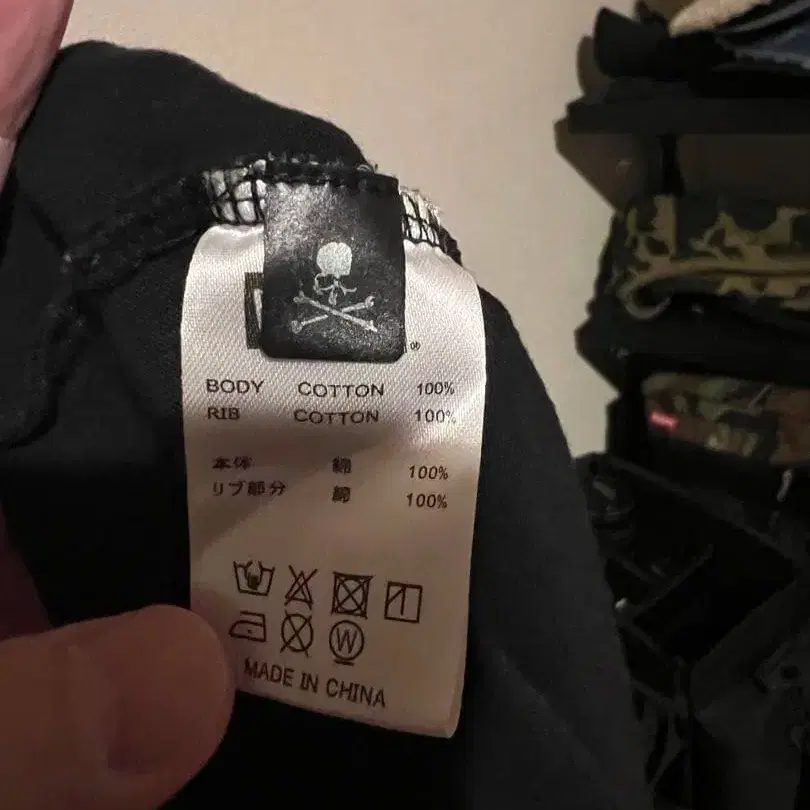 ®
BODY COTTON 100%
RIB COTTON 100%
本体 綿 100%
リブ部分 綿 100%
W
MADE IN CHINA